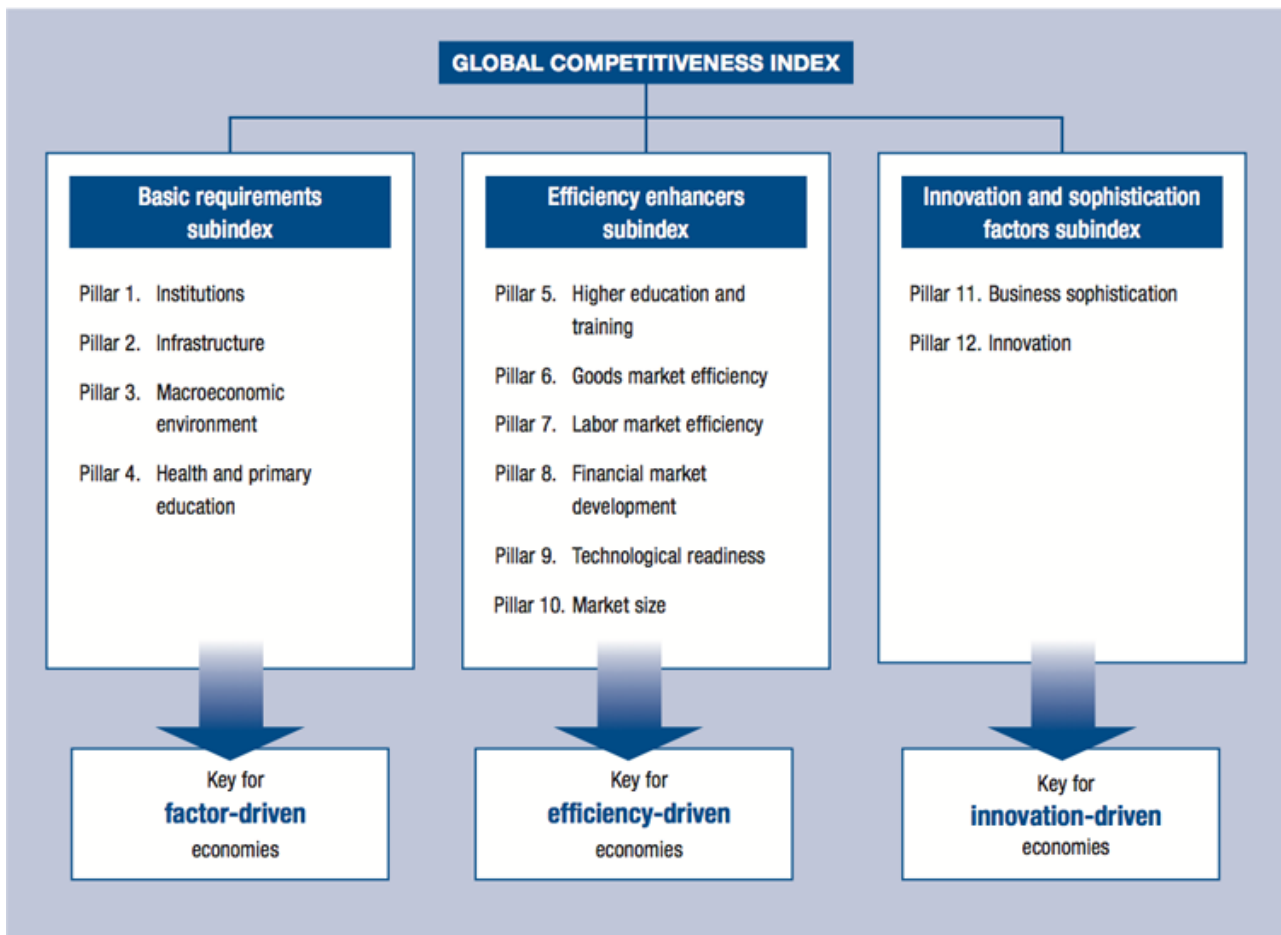 GLOBAL COMPETITIVENESS INDEX
Basic requirements
subindex
Pillar 1. Institutions
Pillar 2. Infrastructure
Pillar 3. Macroeconomic
environment
Pillar 4. Health and primary
education
Key for
factor-driven
economies
Efficiency enhancers
subindex
Pillar 5. Higher education and
training
Pillar 6. Goods market efficiency
Pillar 7. Labor market efficiency
Pillar 8. Financial market
development
Pillar 9. Technological readiness
Pillar 10. Market size
Key for
efficiency-driven
economies
Innovation and sophistication
factors subindex
Pillar 11. Business sophistication
Pillar 12. Innovation
Key for
innovation-driven
economies